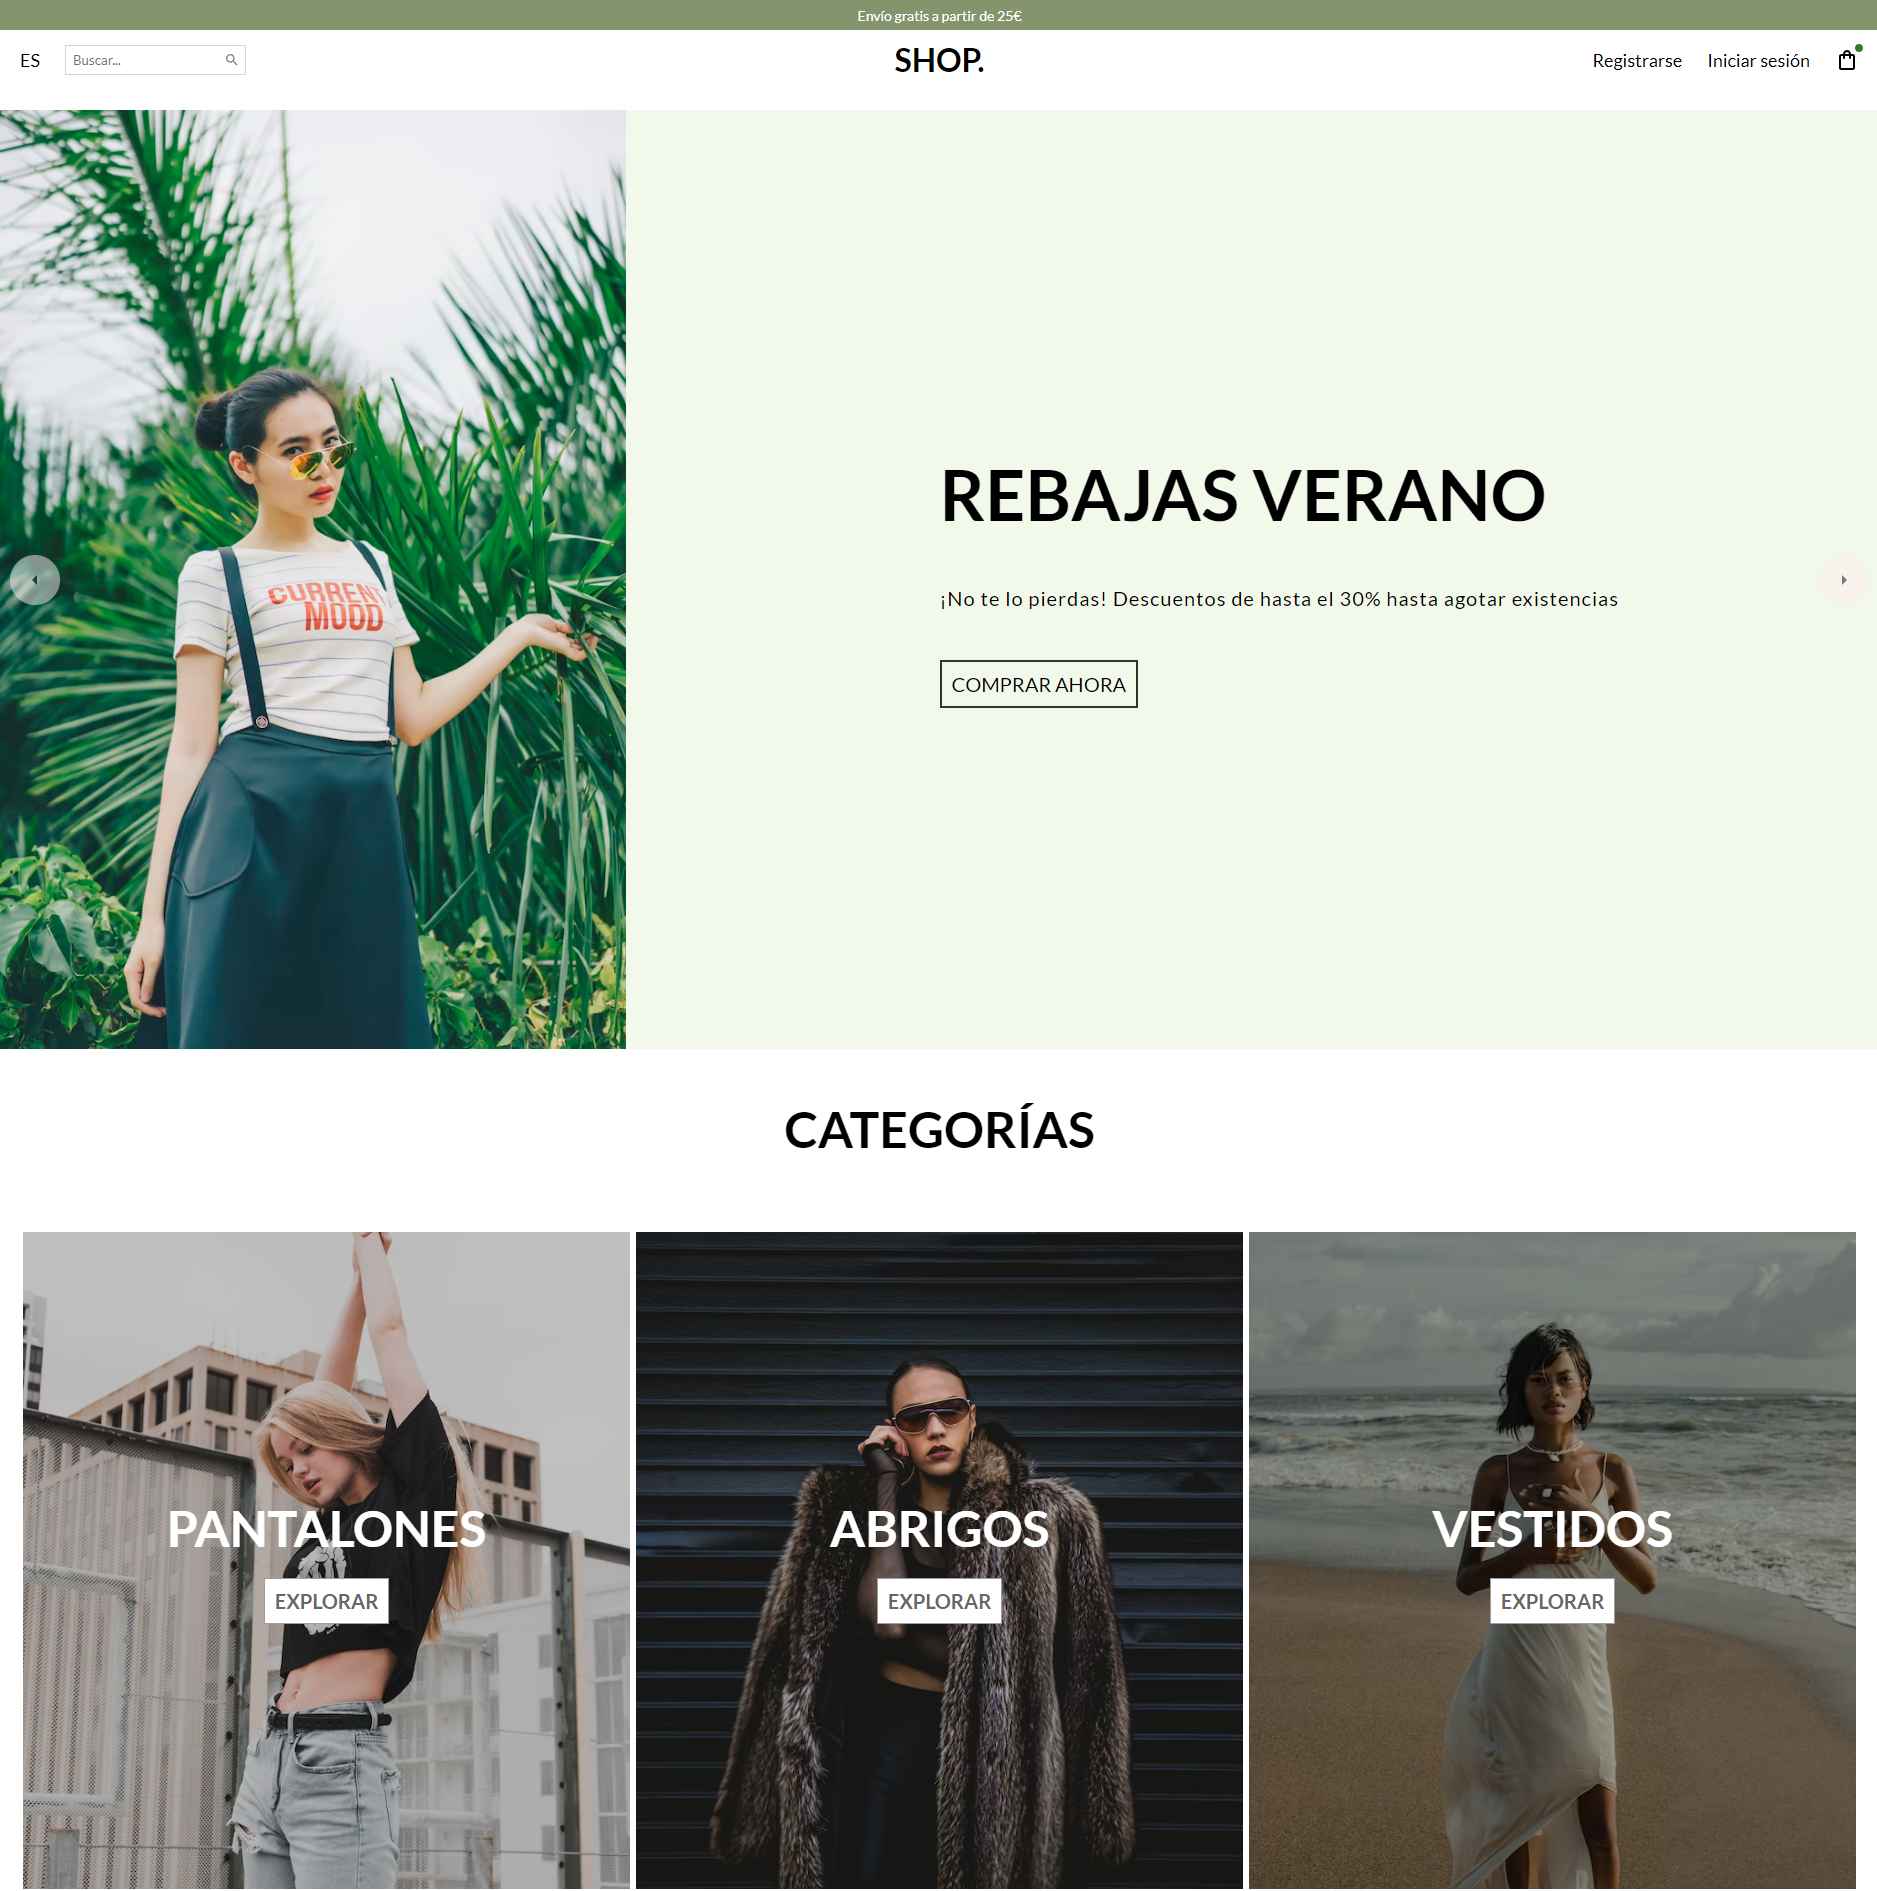 Envío gratis a partir de 25€
ES
Buscar...
SHOP.
Registrarse
Iniciar sesión
CURRENT
MOOD
REBAJAS VERANO
¡No te lo pierdas! Descuentos de hasta el 30% hasta agotar existencias
COMPRAR AHORA
CATEGORÍAS
PANTALONES
EXPLORAR
ABRIGOS
EXPLORAR
VESTIDOS
EXPLORAR